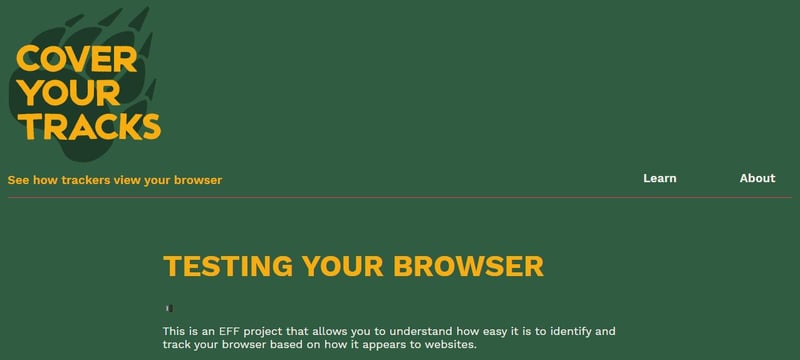 COVER
YOUR
TRACKS
See how trackers view your browser
Learn
About
TESTING YOUR BROWSER
This is an EFF project that allows you to understand how easy it is to identify and
track your browser based on how it appears to websites.